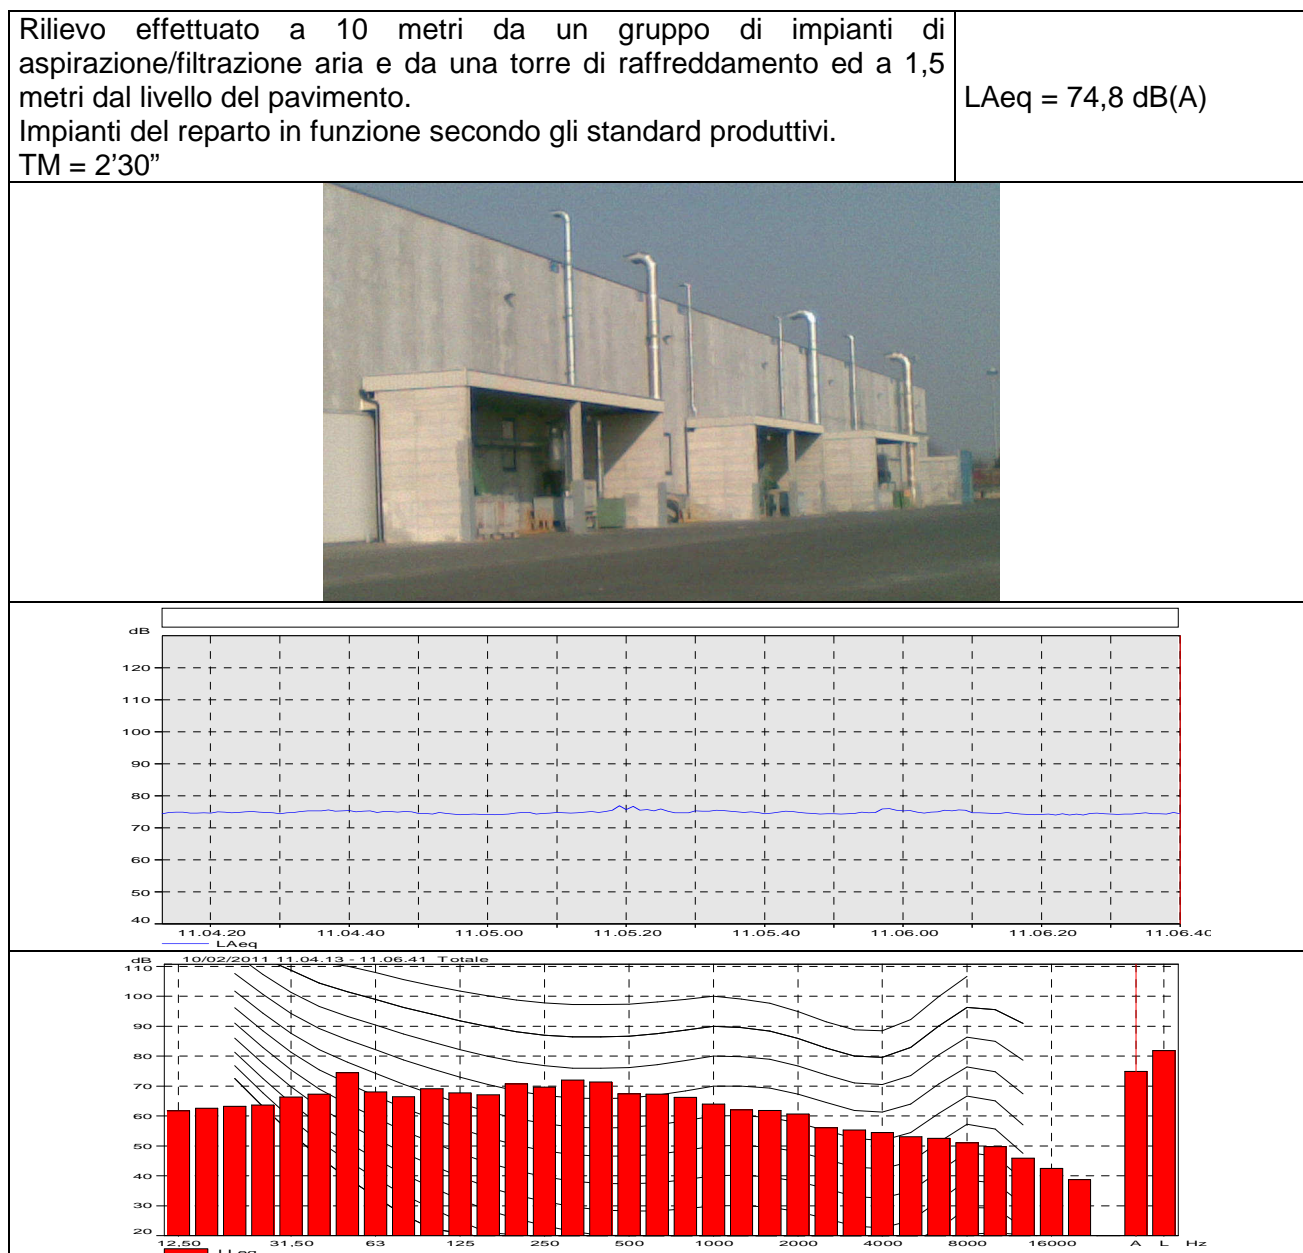 Rilievo effettuato a 10 metri da un gruppo di impianti di
aspirazione/filtrazione aria e da una torre di raffreddamento ed a 1,5
metri dal livello del pavimento.
Impianti del reparto in funzione secondo gli standard produttivi.
TM = 2’30”
LAeq = 74,8 dB(A)
dB
120
110
100
90
80
70
60
50
40
11.04.20 11.04.40 11.05.00 11.05.20 11.05.40 11.06.00 11.06.20 11.06.40
LAeq
dB 10/02/2011 11.04.13 - 11.06.41 Totale
110
100
90
80
70
60
50
40
30
20
12,50 31,50 63 125 250 500 1000 2000 4000 8000 16000 A L Hz